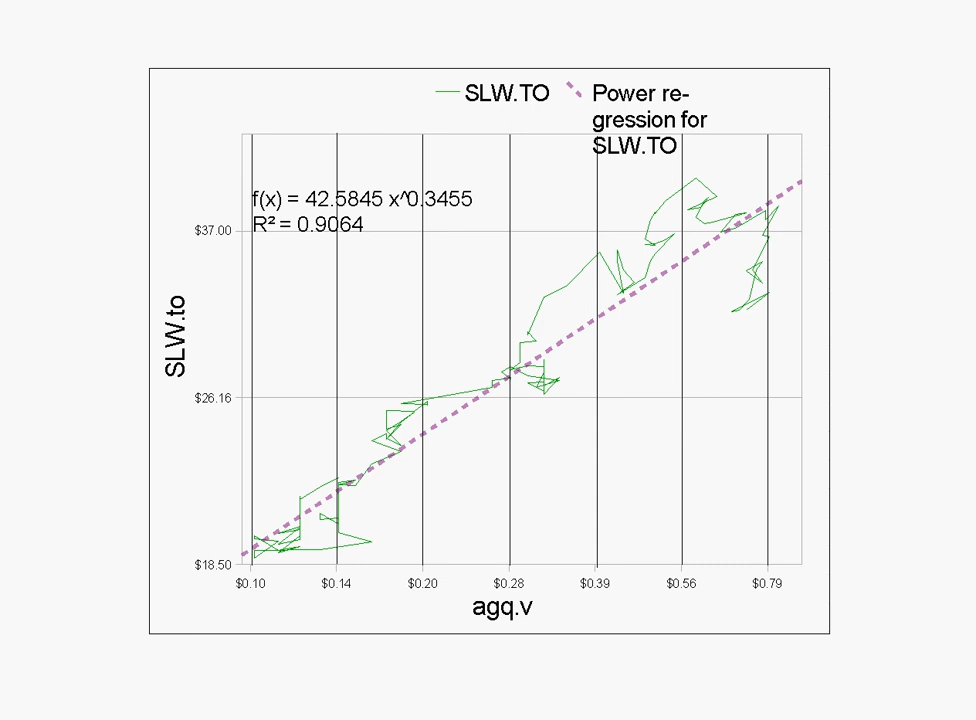 SLW.TO
Power re-
gression for
SLW.TO
f(x) = 42.5845 x^0.3455
R² = 0.9064
$37.00
$26.16
$18.50
SLW.to
$0.10 $0.14 $0.20 $0.28 $0.39 $0.56 $0.79
agq.v